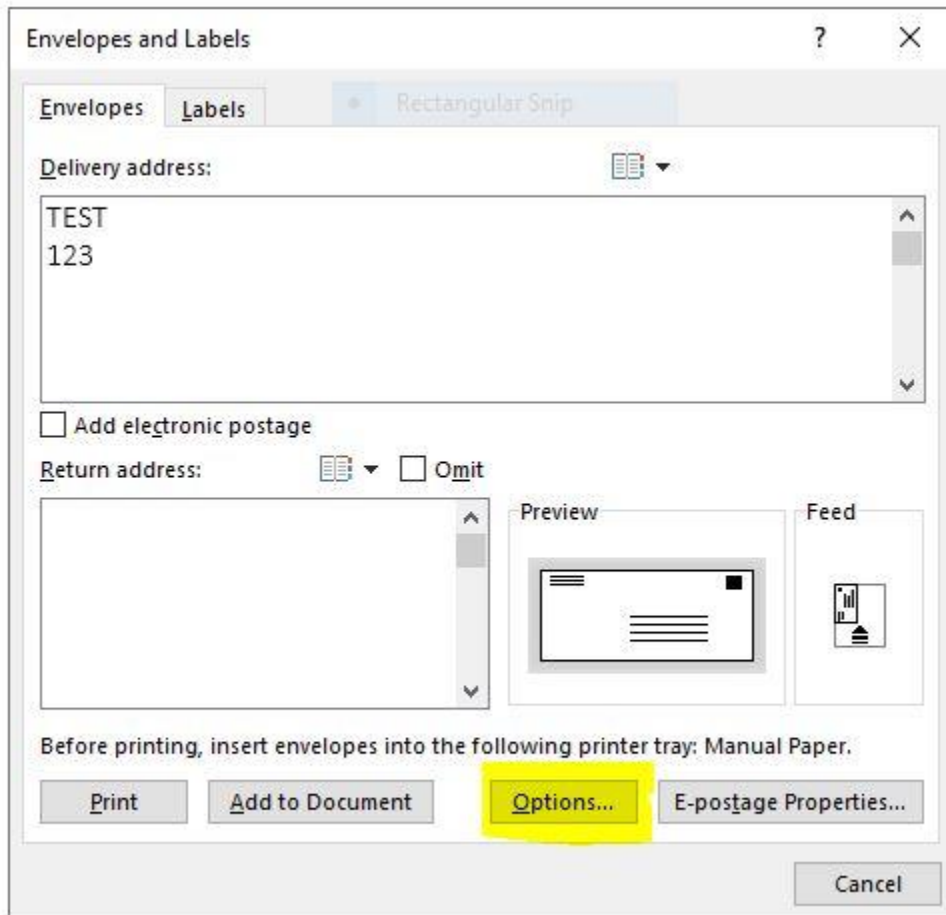 Envelopes and Labels ? ×
Envelopes Labels Rectangular Snip
Delivery address:
TEST
123
Add electronic postage
Return address: Omit
Preview Feed
Before printing, insert envelopes into the following printer tray: Manual Paper.
Print Add to Document Options... E-postage Properties...
Cancel